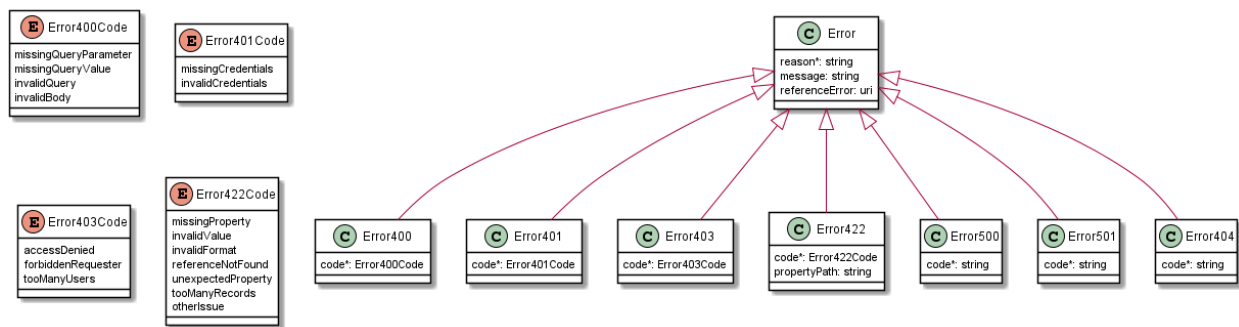 E Error400Code
missingQueryParameter
missingQueryValue
invalidQuery
invalidBody
E Error401Code
missingCredentials
invalidCredentials
C Error
reason*: string
message: string
referenceError: uri
E Error403Code
accessDenied
forbiddenRequester
tooManyUsers
E Error422Code
missingProperty
invalidValue
invalidFormat
referenceNotFound
unexpectedProperty
tooManyRecords
otherIssue
C Error400
code*: Error400Code
C Error401
code*: Error401Code
C Error403
code*: Error403Code
C Error422
code*: Error422Code
propertyPath: string
C Error500
code*: string
C Error501
code*: string
C Error404
code*: string